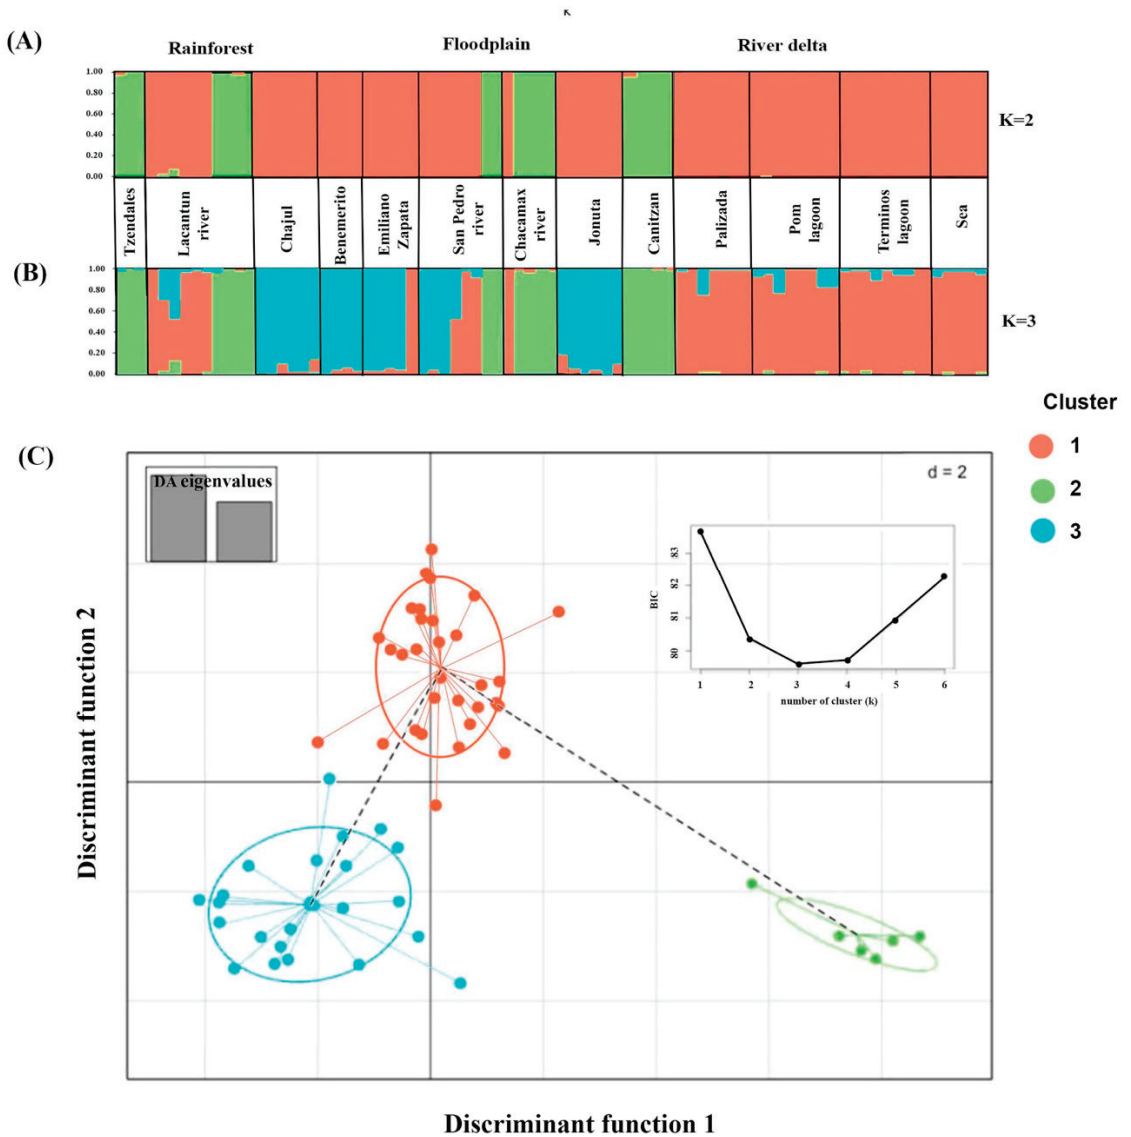 K
(A)
Rainforest
Floodplain
River delta
1.00
0.80
0.60
0.40
0.20
0.00
K=2
Tzendales
Lacantun
river
Chajul
Benemerito
Emiliano
Zapata
San Pedro
river
Chacamax
river
Jonuta
Canitzan
Palizada
Pom
lagoon
Terminos
lagoon
Sea
(B)
1.00
0.80
0.60
0.40
0.20
0.00
K=3
Cluster
1
2
3
(C)
DA eigenvalues
d = 2
BIC
83
82
81
80
1 2 3 4 5 6
number of cluster (k)
Discriminant function 2
Discriminant function 1